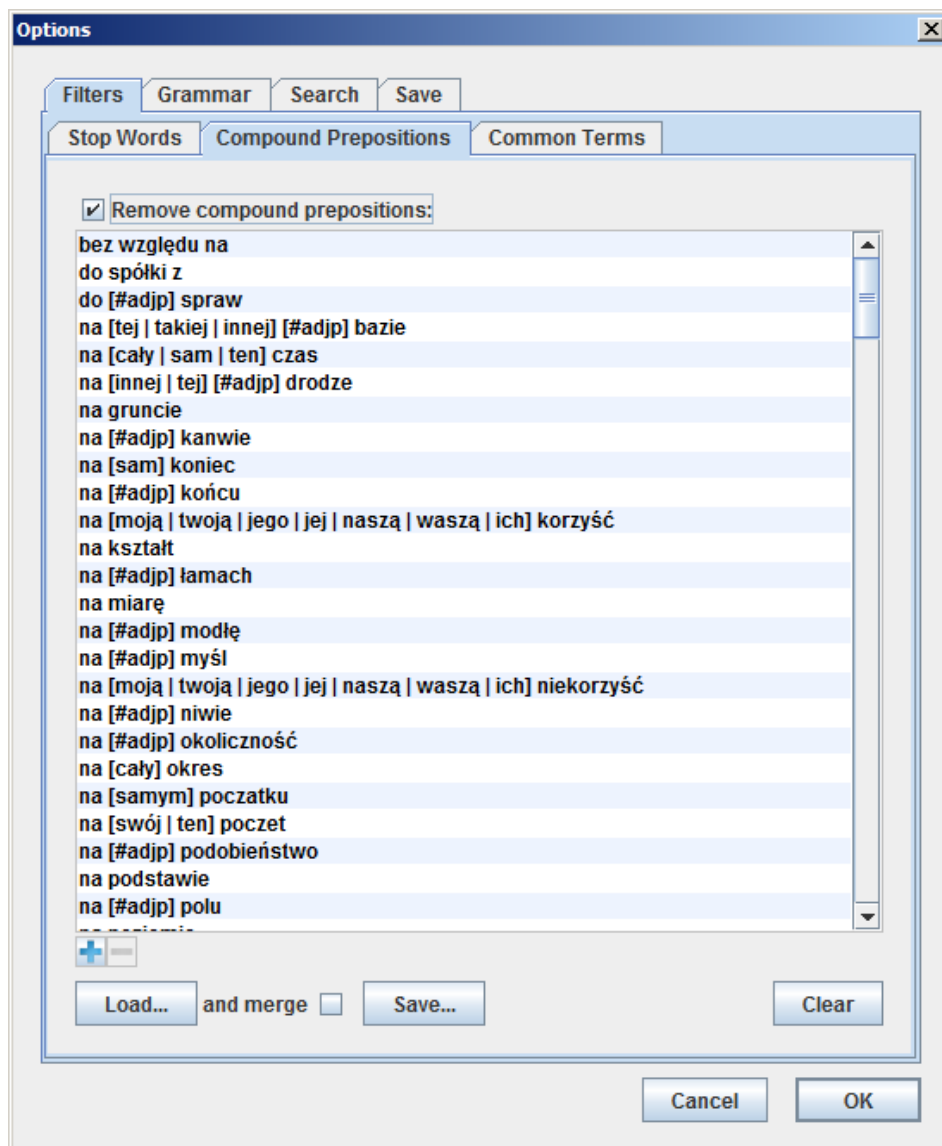 Options
Filters Grammar Search Save
Stop Words Compound Prepositions Common Terms
Remove compound prepositions:
bez względu na
do spółki z
do [#adjp] spraw
na [tej | takiej | innej] [#adjp] bazie
na [cały | sam | ten] czas
na [innej | tej] [#adjp] drodze
na gruncie
na [#adjp] kanwie
na [sam] koniec
na [#adjp] końcu
na [moją | twoją | jego | jej | naszą | waszą | ich] korzyść
na kształt
na [#adjp] łamach
na miarę
na [#adjp] modłę
na [#adjp] myśl
na [moją | twoją | jego | jej | naszą | waszą | ich] niekorzyść
na [#adjp] niwie
na [#adjp] okoliczność
na [cały] okres
na [samym] poczatku
na [swój | ten] poczet
na [#adjp] podobieństwo
na podstawie
na [#adjp] polu
Load... and merge Save... Clear
Cancel OK